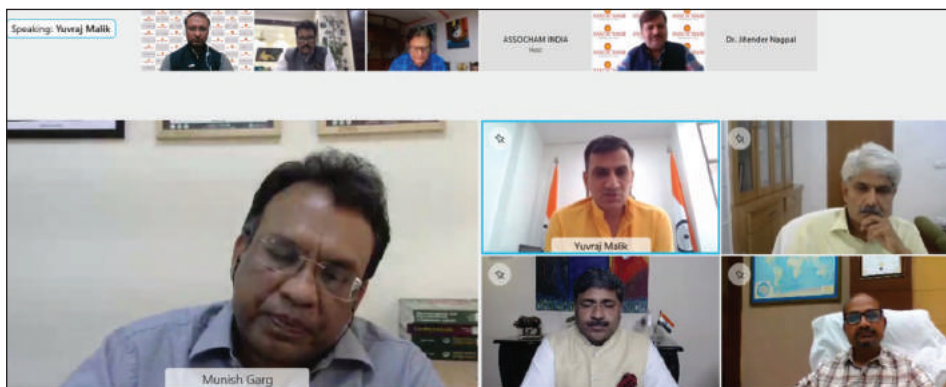 Speaking: Yuvraj Malik
ASSOCHAM INDIA
Host
Dr. Jitender Nagpal
Yuvraj Malik
Munish Garg